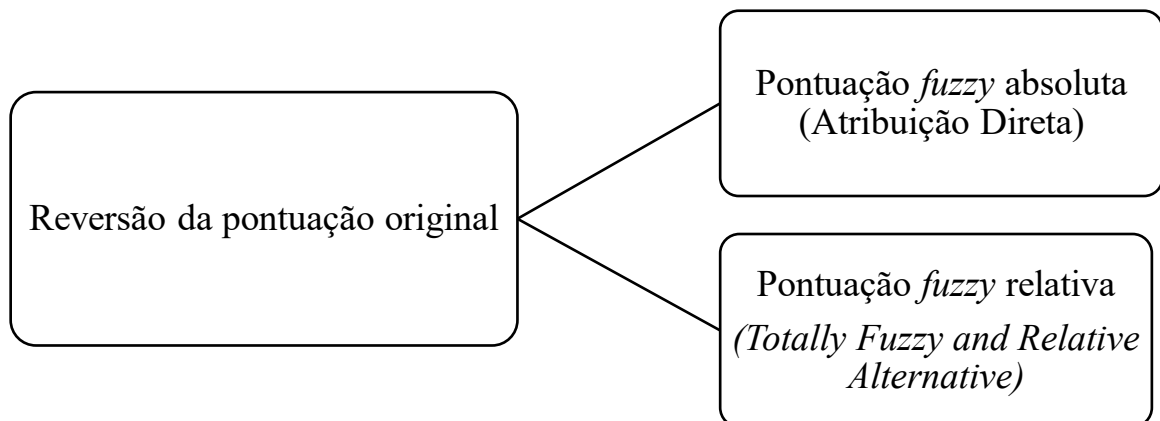 Reversão da pontuação original
Pontuação fuzzy absoluta
(Atribuição Direta)
Pontuação fuzzy relativa
(Totally Fuzzy and Relative
Alternative)